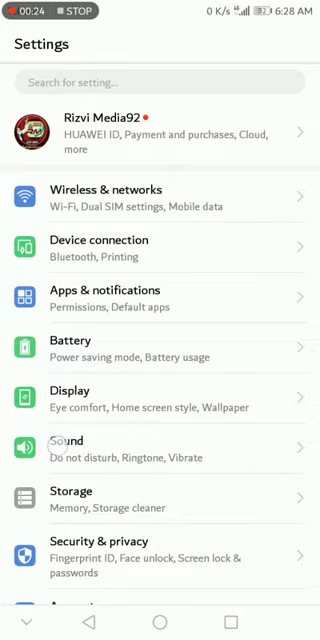 00:24 STOP 0 K/s 82 6:28 AM
Settings
Search for setting...
Rizvi Media92
HUAWEI ID, Payment and purchases, Cloud,
more
Wireless & networks
Wi-Fi, Dual SIM settings, Mobile data
Device connection
Bluetooth, Printing
Apps & notifications
Permissions, Default apps
Battery
Power saving mode, Battery usage
Display
Eye comfort, Home screen style, Wallpaper
Sound
Do not disturb, Ringtone, Vibrate
Storage
Memory, Storage cleaner
Security & privacy
Fingerprint ID, Face unlock, Screen lock &
passwords